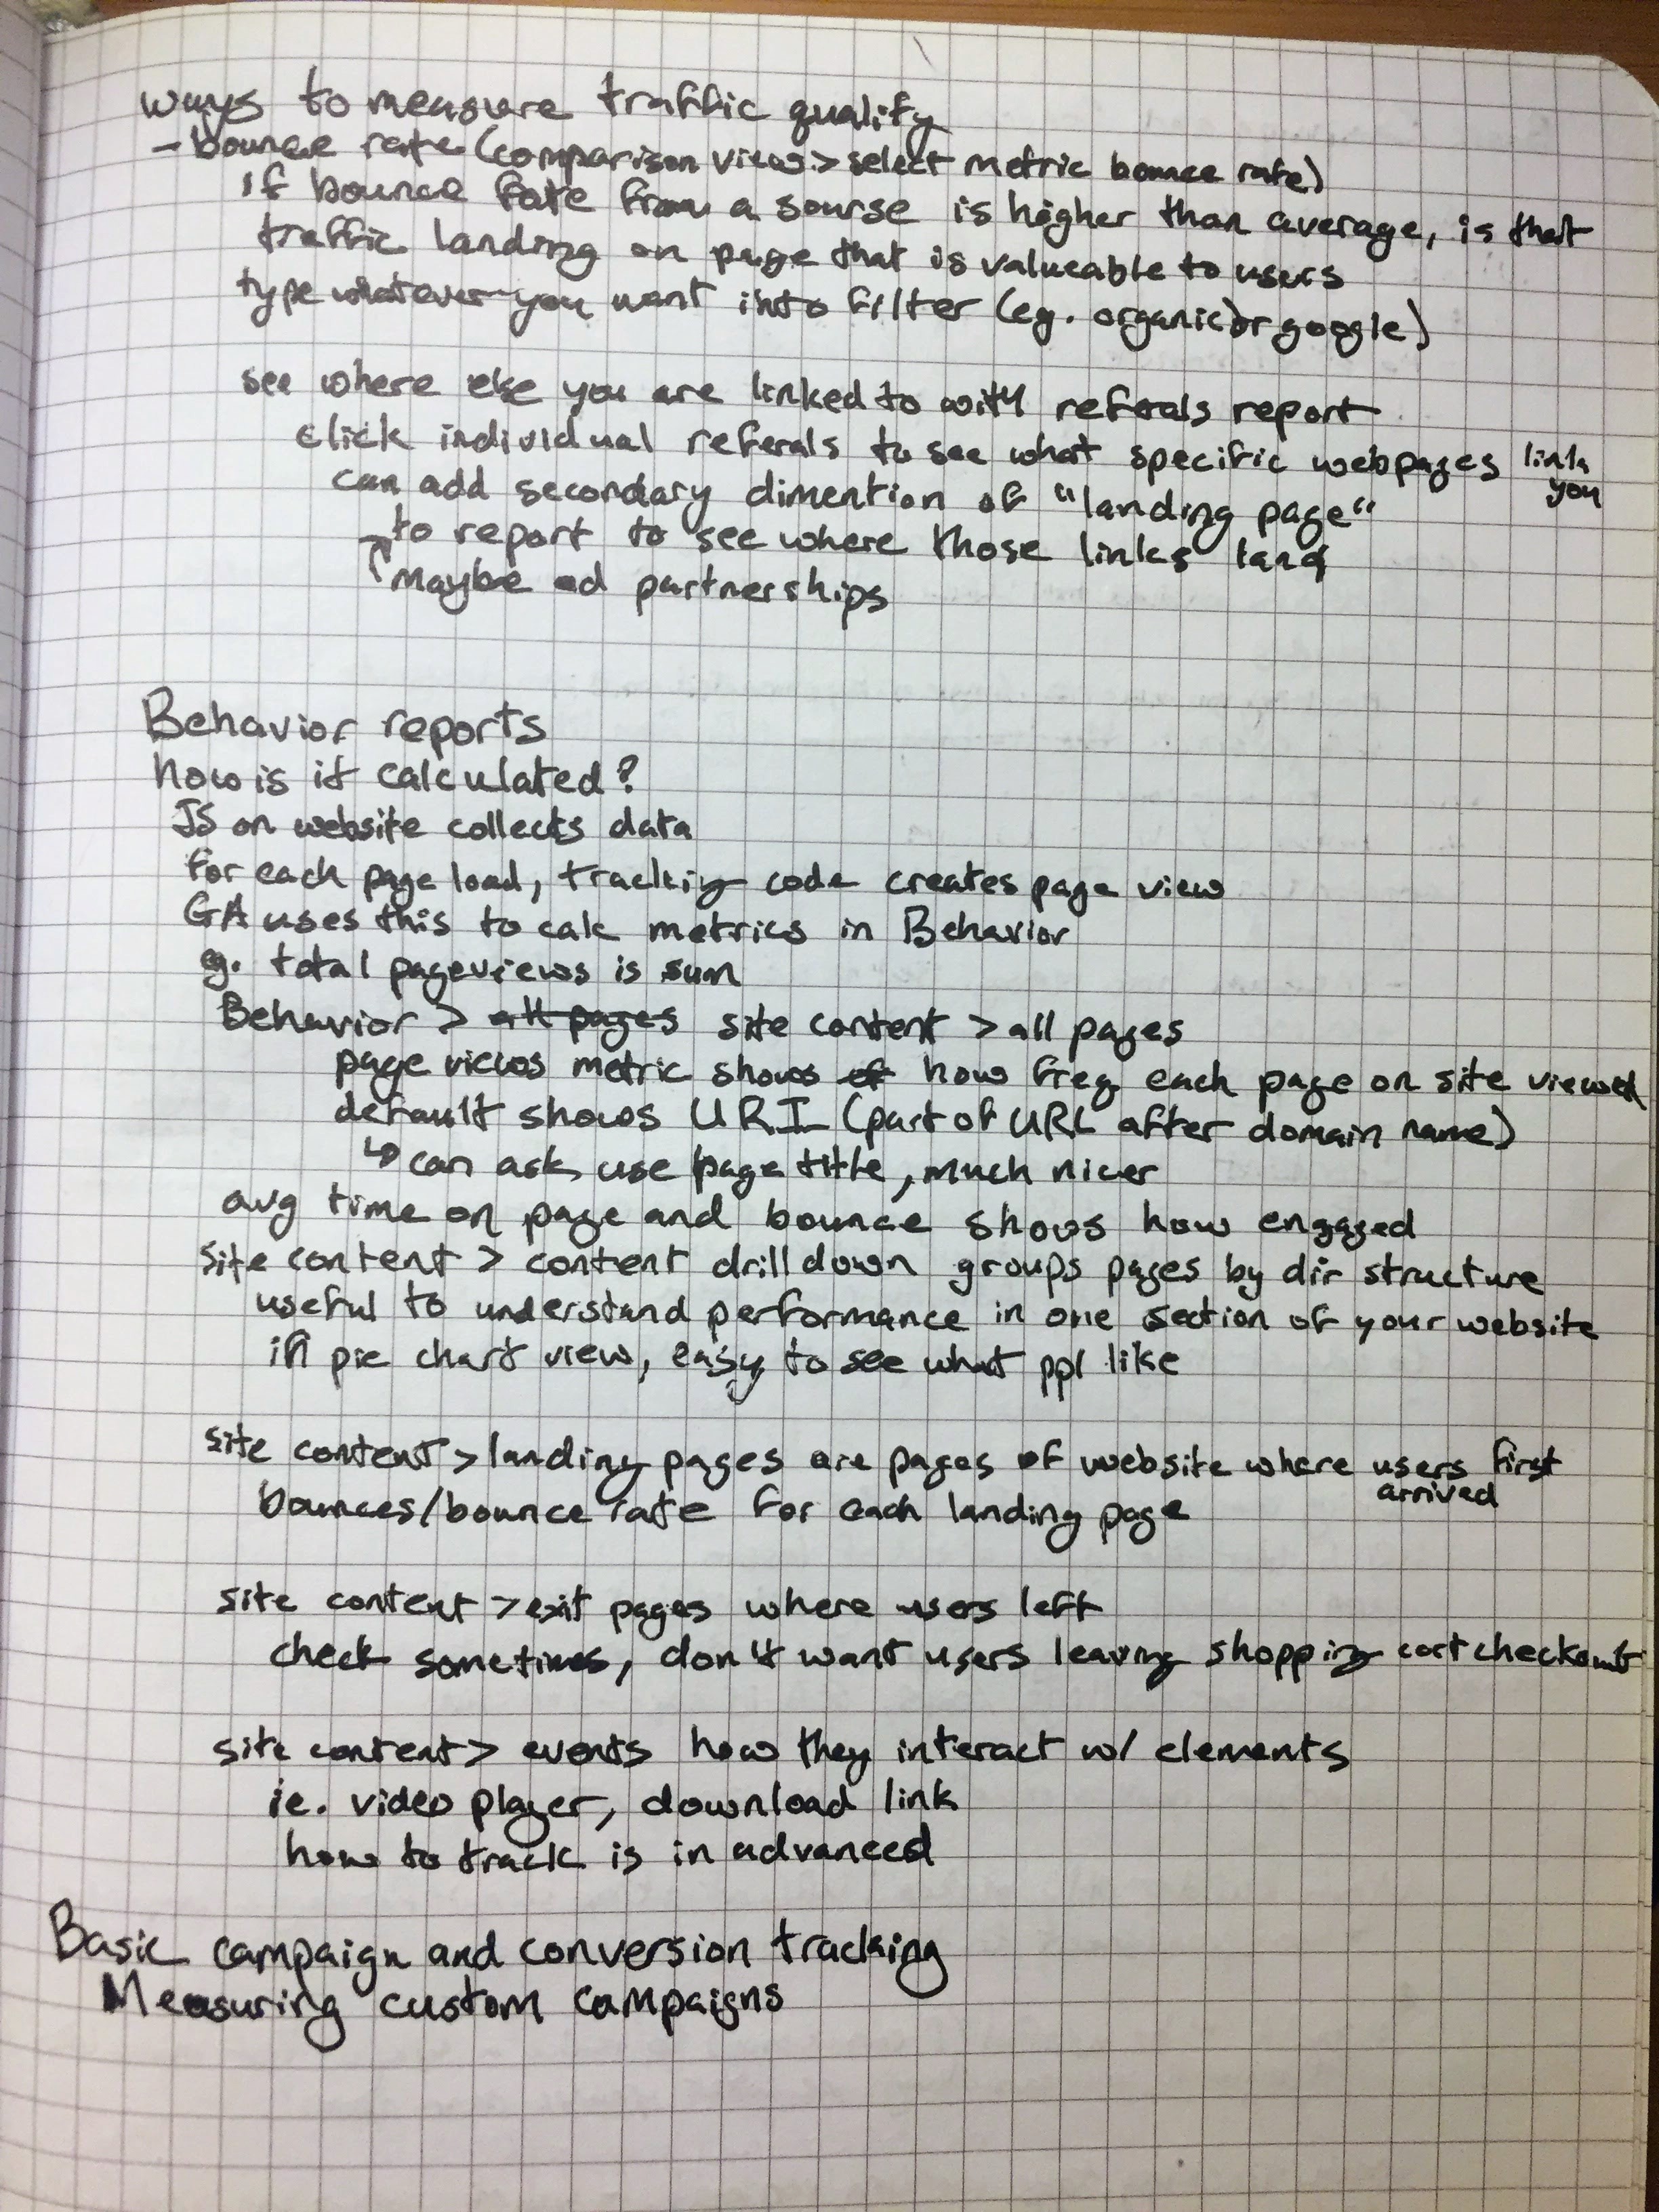 ways to measure traffic quality
- bounce rate (comparison view > select metric bounce rate)
If bounce rate from a sourse is higher than average, is that
traffic landing on page that is valueable to users
type whatever you want into filter (eg. organic or google)
see where else you are linked to with referals report
click individual referals to see what specific webpages link
you
can add secondary dimention of "landing page"
to report to see where those links land
maybe ad partnerships
Behavior reports
how is it calculated?
JS on website collects data
for each page load, tracking code creates page view
GA uses this to calc metrics in Behavior
eg. total pageviews is sum
Behavior > all pages site content > all pages
page views metric shows of how freq each page on site viewed
default shows URI (part of URL after domain name)
↳ can ask use page title, much nicer
avg time on page and bounce shows how engaged
site content > content drill down groups pages by dir structure
useful to understand performance in one section of your website
in pie chart view, easy to see what ppl like
site content > landing pages are pages of website where users first
arrived
bounces/bounce rate for each landing page
site content > exit pages where users left
check sometimes, don't want users leaving shopping cart checkout
site content > events how they interact w/ elements
ie. video player, download link
how to track is in advanced
Basic campaign and conversion tracking
Measuring custom campaigns